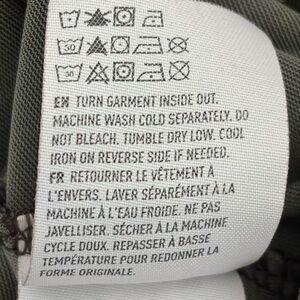 30
30
EN TURN GARMENT INSIDE OUT.
MACHINE WASH COLD SEPARATELY. DO
NOT BLEACH. TUMBLE DRY LOW. COOL
IRON ON REVERSE SIDE IF NEEDED.
FR RETOURNER LE VÊTEMENT À
L'ENVERS. LAVER SÉPARÉMENT À LA
MACHINE À L'EAU FROIDE. NE PAS
JAVELLISER. SÉCHER À LA MACHINE
CYCLE DOUX. REPASSER À BASSE
TEMPÉRATURE POUR REDONNER LA
FORME ORIGINALE.